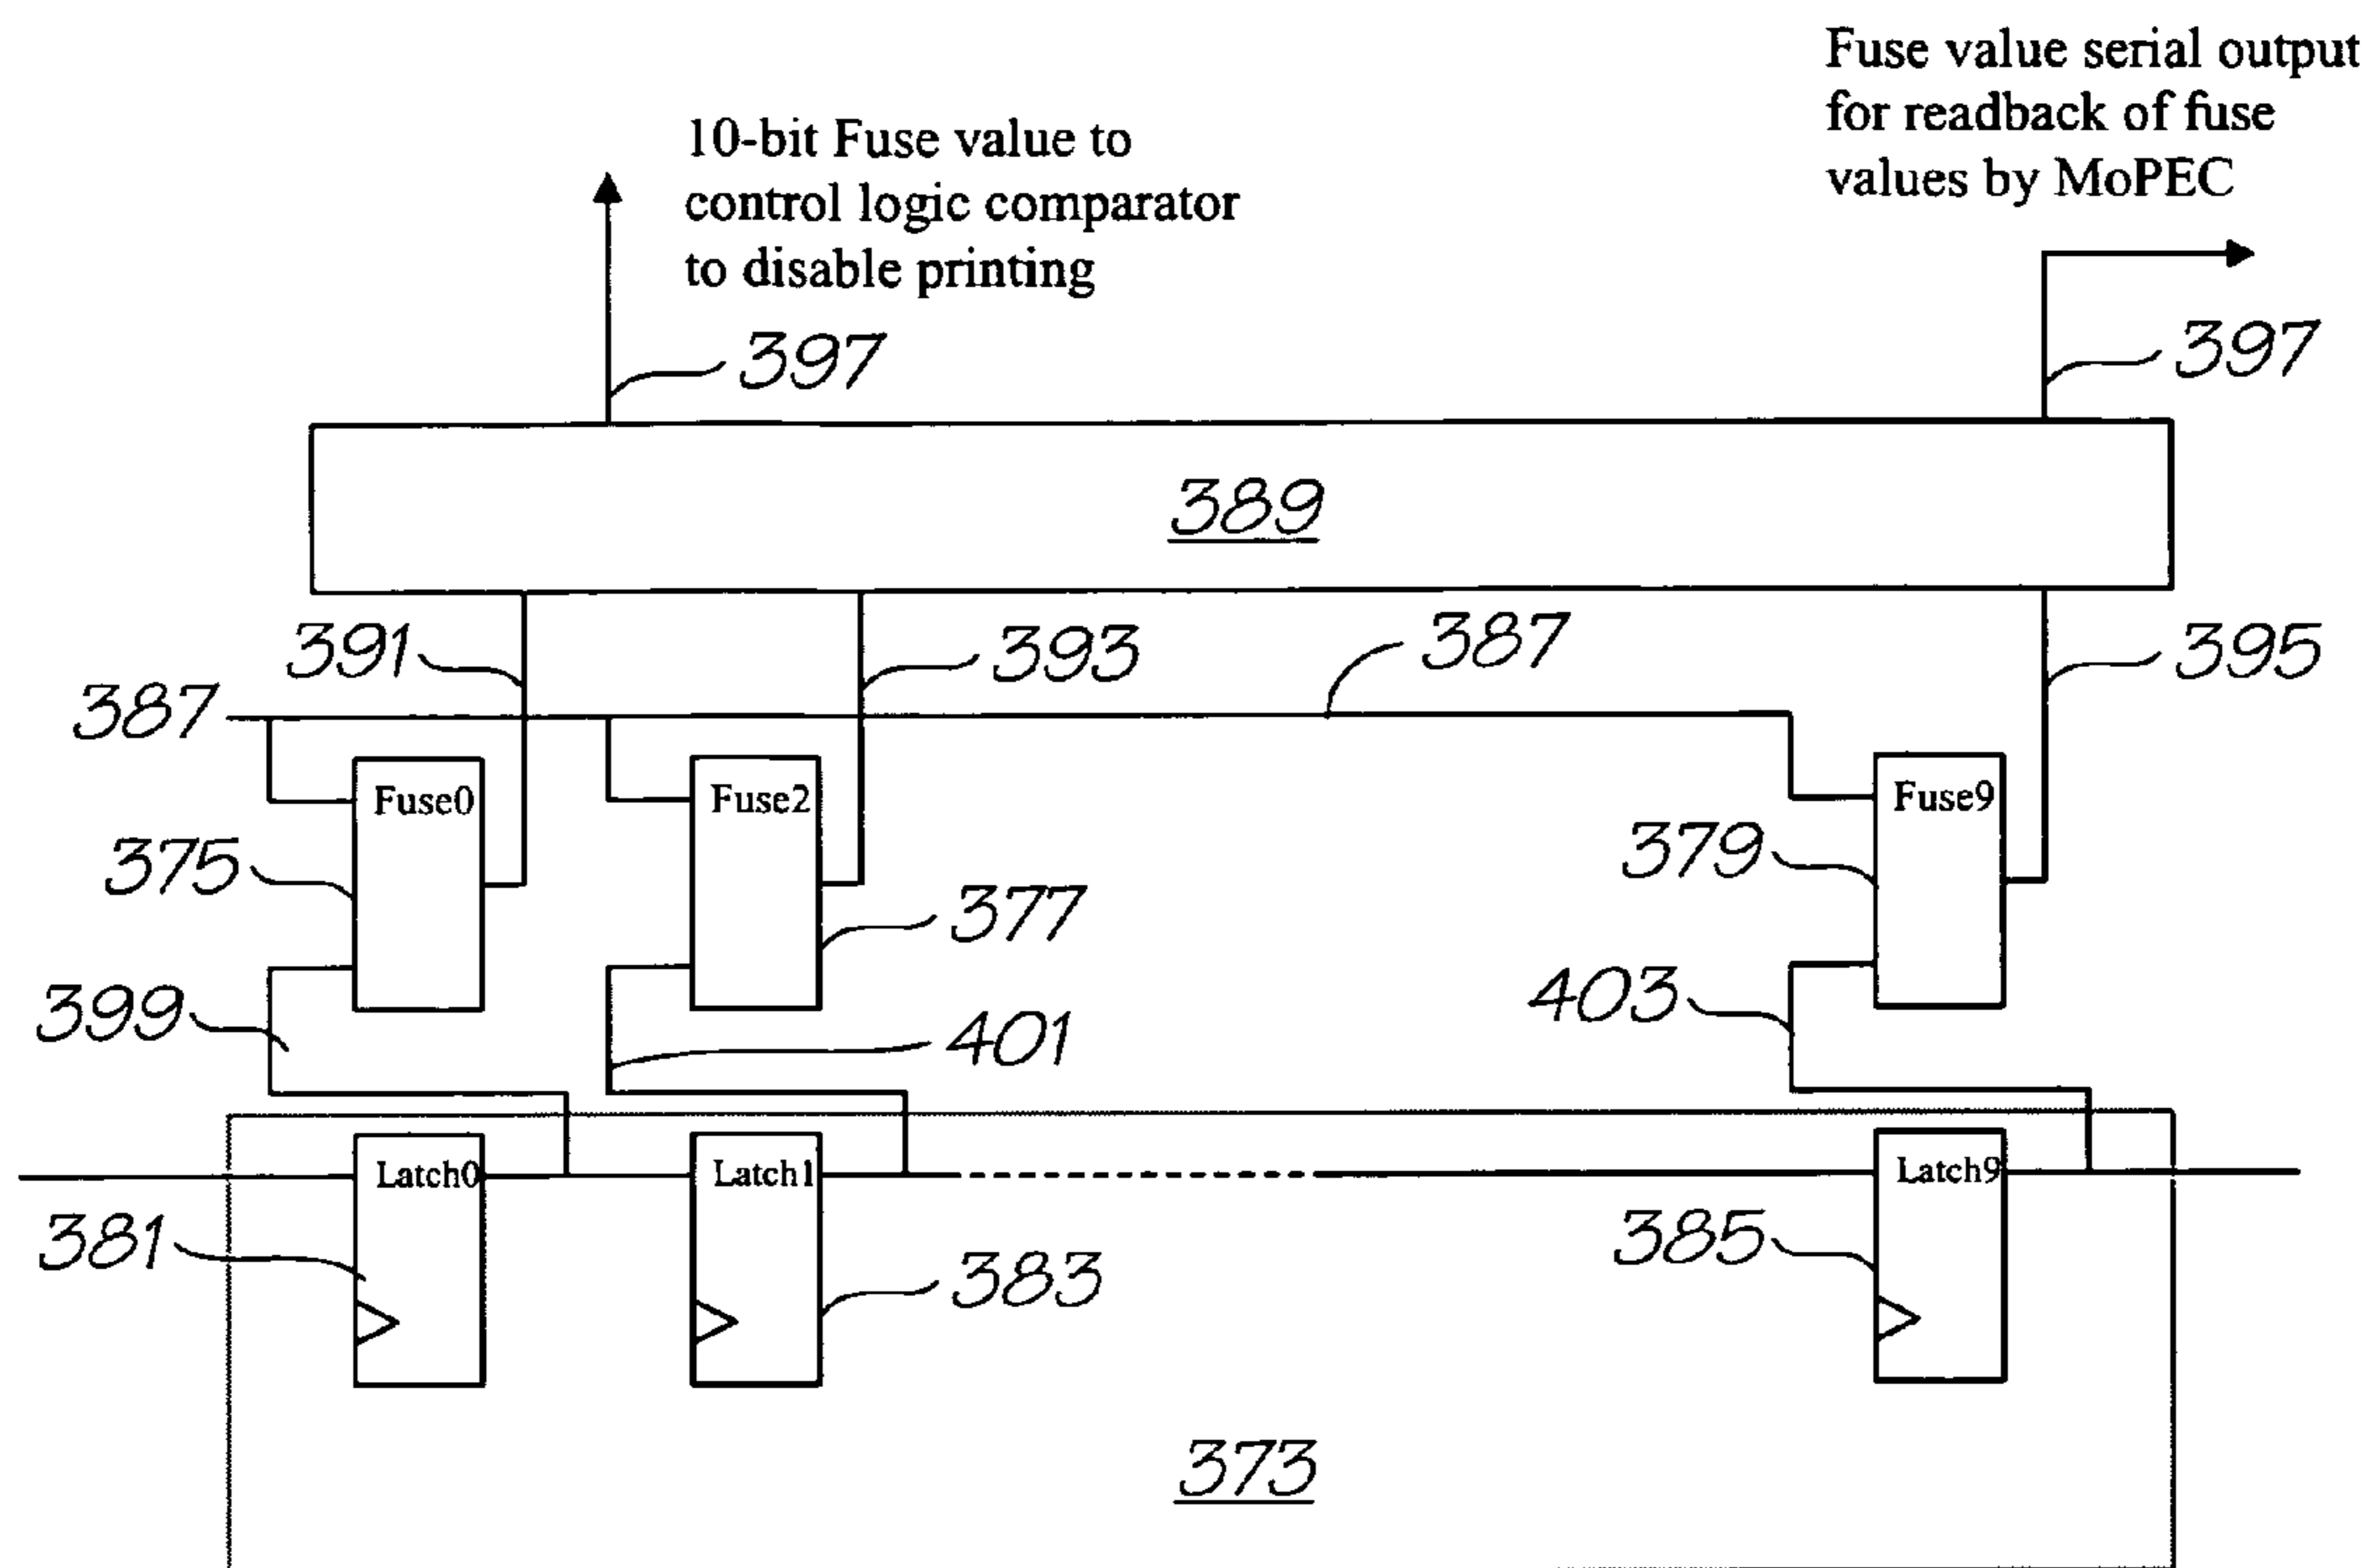 Fuse value serial output
for readback of fuse
values by MoPEC
10-bit Fuse value to
control logic comparator
to disable printing
397
397
389
391
393
387
395
387
Fuse0
Fuse2
Fuse9
375
379
377
399
403
401
Latch0
Latch1
Latch9
381
383
385
373